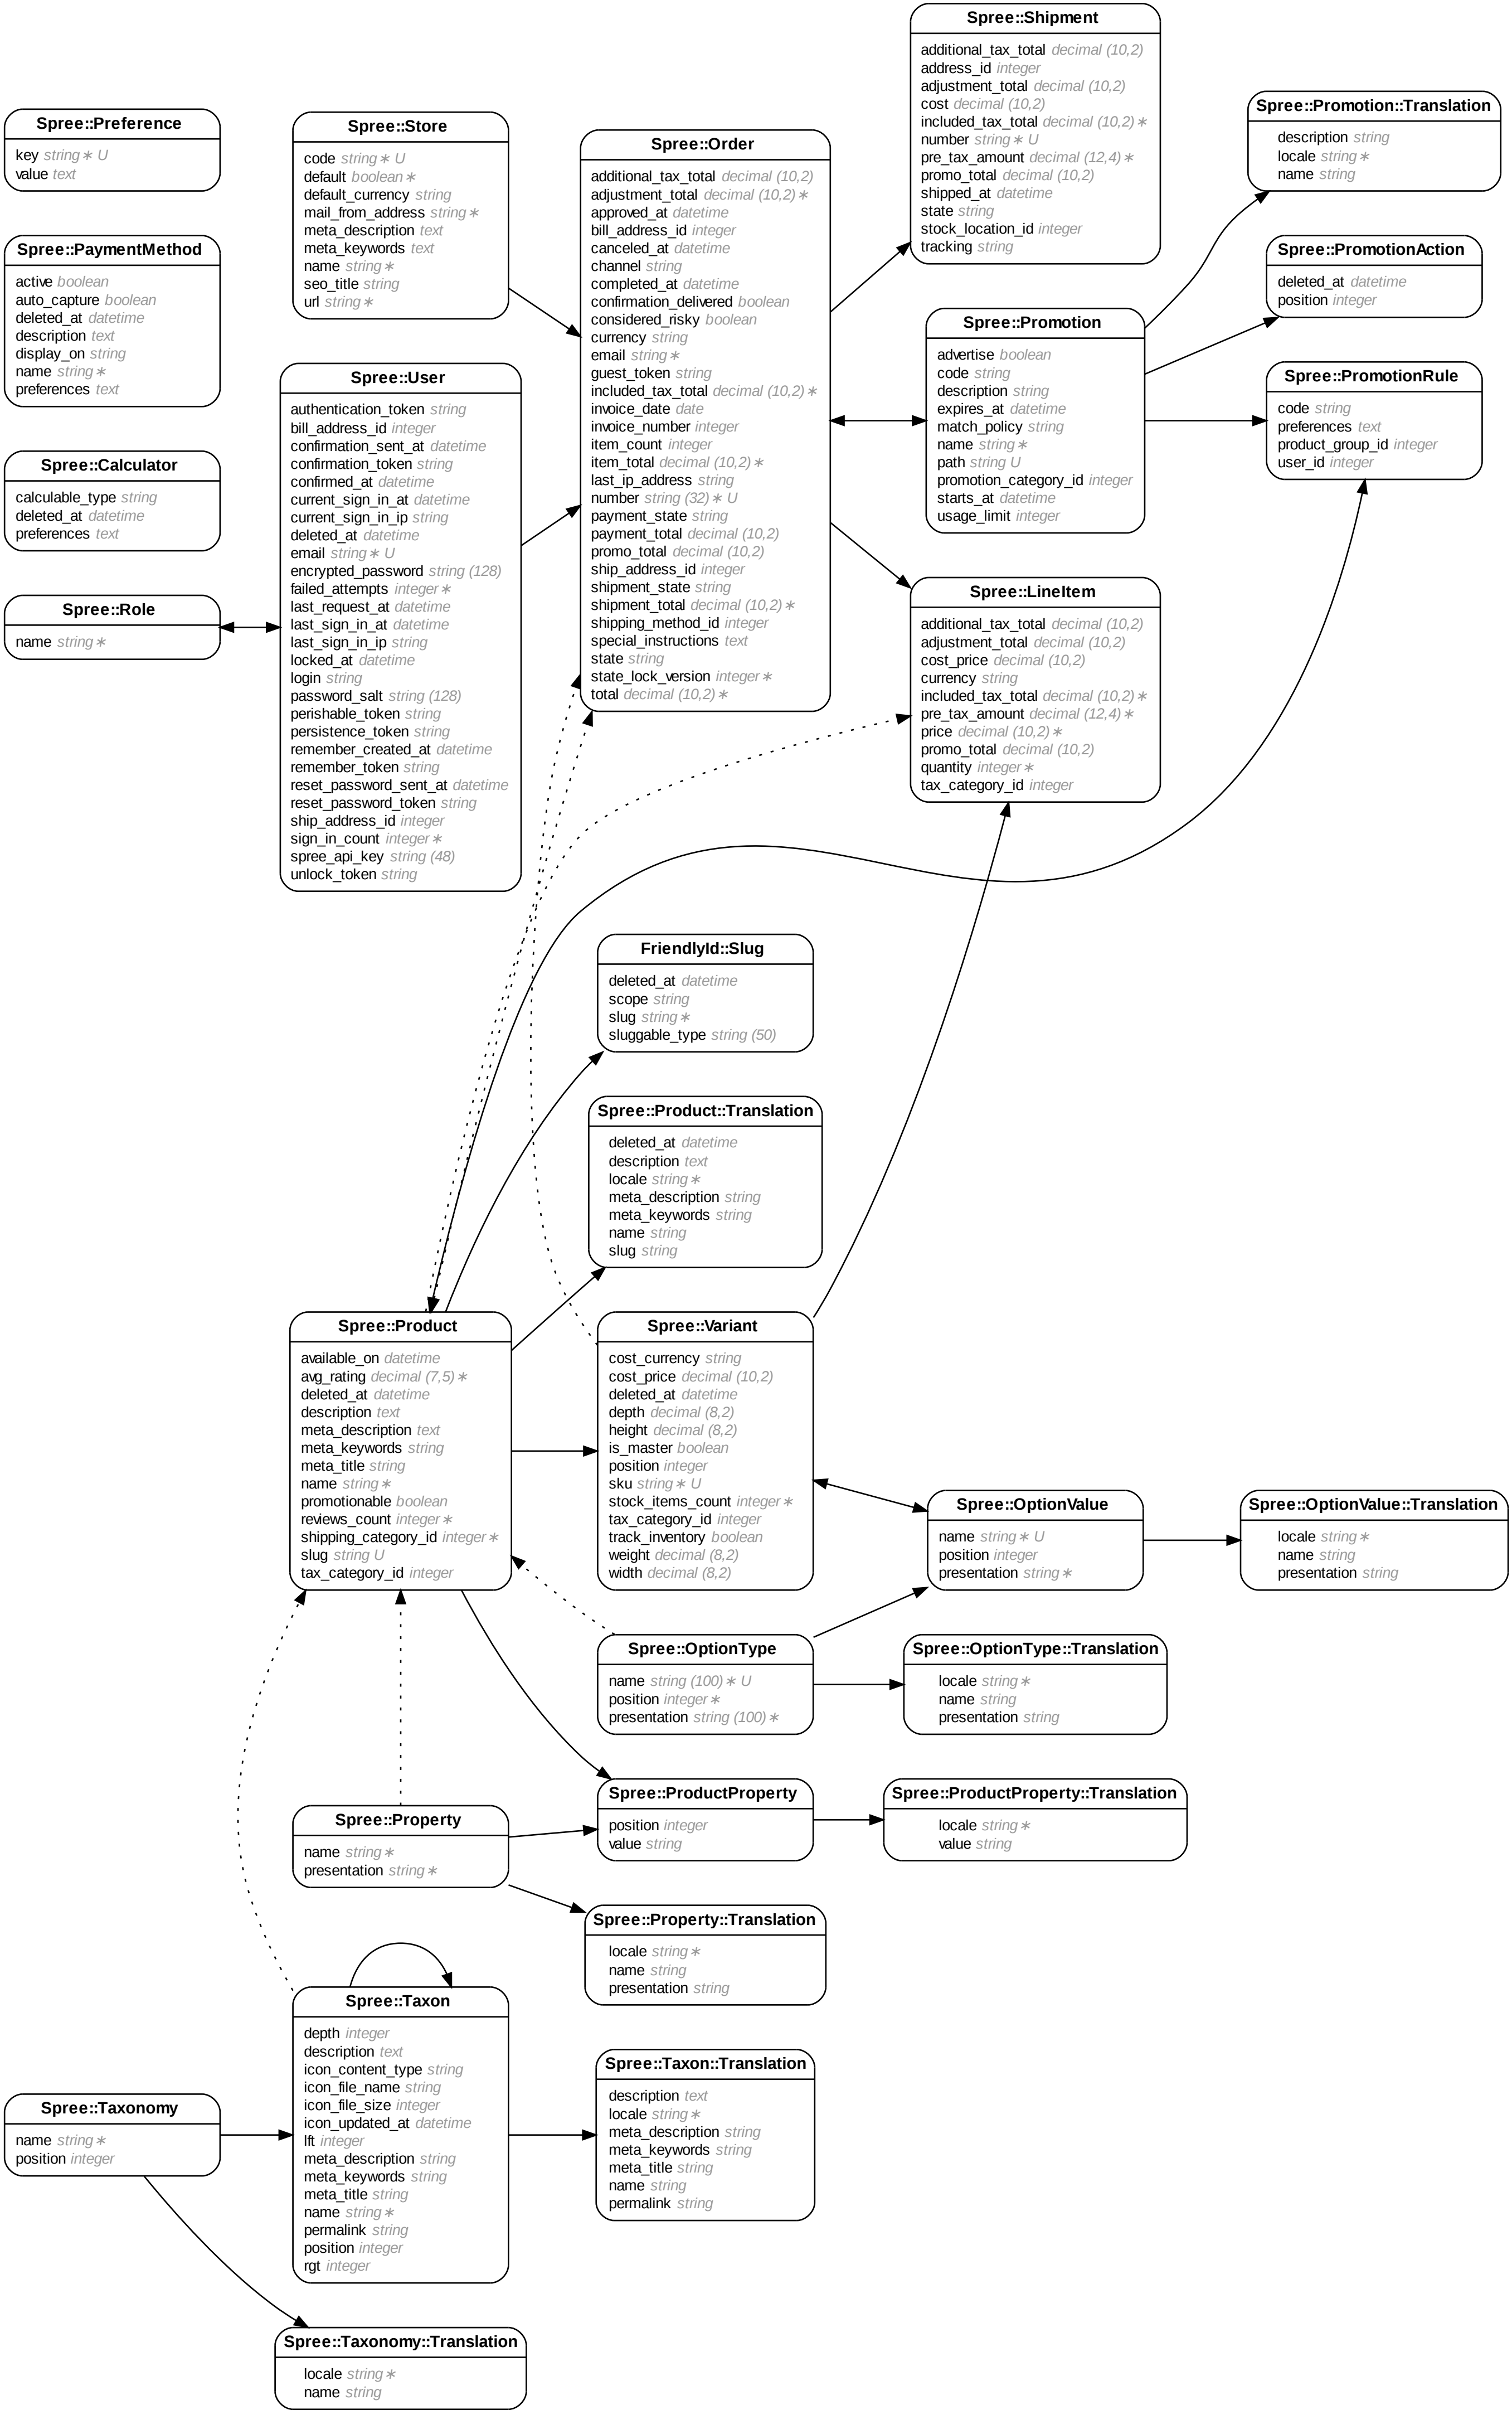 Spree::Preference
key string∗ U
value text
Spree::PaymentMethod
active boolean
auto_capture boolean
deleted_at datetime
description text
display_on string
name string∗
preferences text
Spree::Calculator
calculable_type string
deleted_at datetime
preferences text
Spree::Role
name string∗
Spree::Store
code string∗ U
default boolean∗
default_currency string
mail_from_address string∗
meta_description text
meta_keywords text
name string∗
seo_title string
url string∗
Spree::User
authentication_token string
bill_address_id integer
confirmation_sent_at datetime
confirmation_token string
confirmed_at datetime
current_sign_in_at datetime
current_sign_in_ip string
deleted_at datetime
email string∗ U
encrypted_password string (128)
failed_attempts integer∗
last_request_at datetime
last_sign_in_at datetime
last_sign_in_ip string
locked_at datetime
login string
password_salt string (128)
perishable_token string
persistence_token string
remember_created_at datetime
remember_token string
reset_password_sent_at datetime
reset_password_token string
ship_address_id integer
sign_in_count integer∗
spree_api_key string (48)
unlock_token string
Spree::Order
additional_tax_total decimal (10,2)
adjustment_total decimal (10,2)∗
approved_at datetime
bill_address_id integer
canceled_at datetime
channel string
completed_at datetime
confirmation_delivered boolean
considered_risky boolean
currency string
email string∗
guest_token string
included_tax_total decimal (10,2)∗
invoice_date date
invoice_number integer
item_count integer
item_total decimal (10,2)∗
last_ip_address string
number string (32)∗ U
payment_state string
payment_total decimal (10,2)
promo_total decimal (10,2)
ship_address_id integer
shipment_state string
shipment_total decimal (10,2)∗
shipping_method_id integer
special_instructions text
state string
state_lock_version integer∗
total decimal (10,2)∗
Spree::Shipment
additional_tax_total decimal (10,2)
address_id integer
adjustment_total decimal (10,2)
cost decimal (10,2)
included_tax_total decimal (10,2)∗
number string∗ U
pre_tax_amount decimal (12,4)∗
promo_total decimal (10,2)
shipped_at datetime
state string
stock_location_id integer
tracking string
Spree::Promotion
advertise boolean
code string
description string
expires_at datetime
match_policy string
name string∗
path string U
promotion_category_id integer
starts_at datetime
usage_limit integer
Spree::LineItem
additional_tax_total decimal (10,2)
adjustment_total decimal (10,2)
cost_price decimal (10,2)
currency string
included_tax_total decimal (10,2)∗
pre_tax_amount decimal (12,4)∗
price decimal (10,2)∗
promo_total decimal (10,2)
quantity integer∗
tax_category_id integer
Spree::Promotion::Translation
description string
locale string∗
name string
Spree::PromotionAction
deleted_at datetime
position integer
Spree::PromotionRule
code string
preferences text
product_group_id integer
user_id integer
FriendlyId::Slug
deleted_at datetime
scope string
slug string∗
sluggable_type string (50)
Spree::Product::Translation
deleted_at datetime
description text
locale string∗
meta_description string
meta_keywords string
name string
slug string
Spree::Product
available_on datetime
avg_rating decimal (7,5)∗
deleted_at datetime
description text
meta_description text
meta_keywords string
meta_title string
name string∗
promotionable boolean
reviews_count integer∗
shipping_category_id integer∗
slug string U
tax_category_id integer
Spree::Variant
cost_currency string
cost_price decimal (10,2)
deleted_at datetime
depth decimal (8,2)
height decimal (8,2)
is_master boolean
position integer
sku string∗ U
stock_items_count integer∗
tax_category_id integer
track_inventory boolean
weight decimal (8,2)
width decimal (8,2)
Spree::OptionValue
name string∗ U
position integer
presentation string∗
Spree::OptionValue::Translation
locale string∗
name string
presentation string
Spree::OptionType
name string (100)∗ U
position integer∗
presentation string (100)∗
Spree::OptionType::Translation
locale string∗
name string
presentation string
Spree::ProductProperty
position integer
value string
Spree::ProductProperty::Translation
locale string∗
value string
Spree::Property
name string∗
presentation string∗
Spree::Property::Translation
locale string∗
name string
presentation string
Spree::Taxon
depth integer
description text
icon_content_type string
icon_file_name string
icon_file_size integer
icon_updated_at datetime
lft integer
meta_description string
meta_keywords string
meta_title string
name string∗
permalink string
position integer
rgt integer
Spree::Taxon::Translation
description text
locale string∗
meta_description string
meta_keywords string
meta_title string
name string
permalink string
Spree::Taxonomy
name string∗
position integer
Spree::Taxonomy::Translation
locale string∗
name string